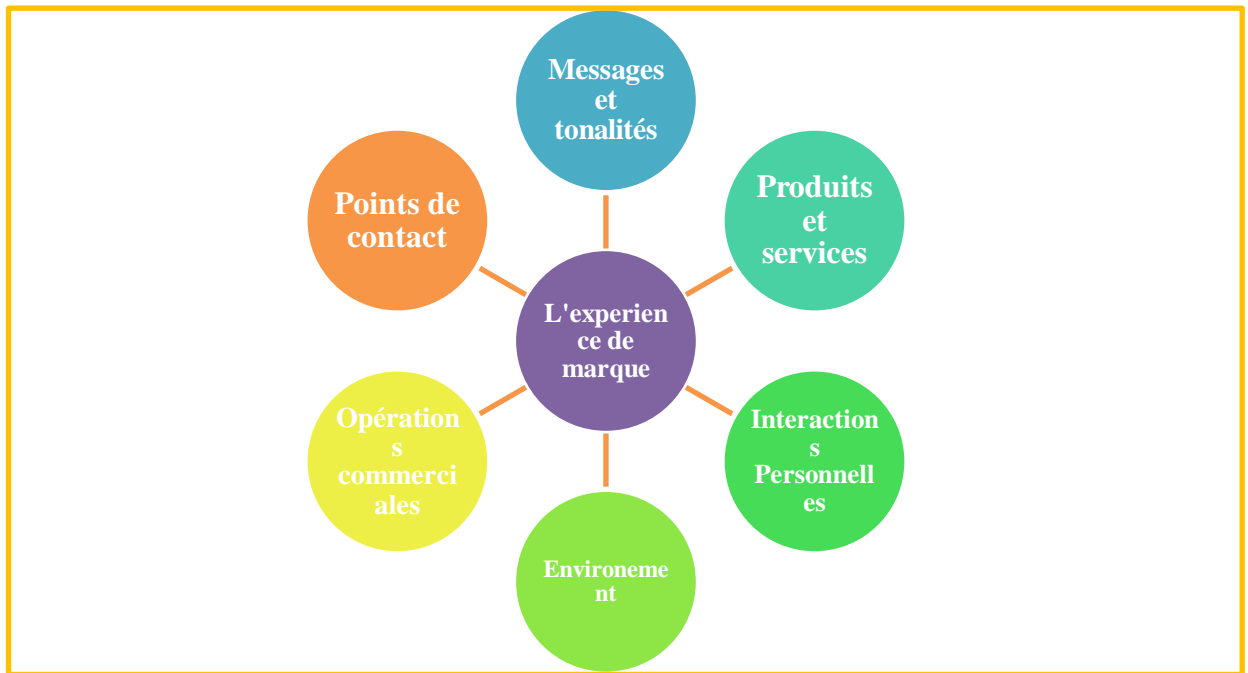 Messages
et
tonalités
Produits
et
services
Interaction
s
Personnell
es
Environeme
nt
Opération
s
commerci
ales
Points de
contact
L'experien
ce de
marque